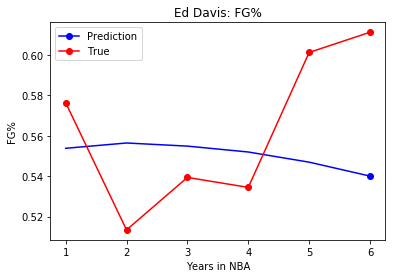 Ed Davis: FG%
Prediction
True
FG%
0.60
0.58
0.56
0.54
0.52
1 2 3 4 5 6
Years in NBA